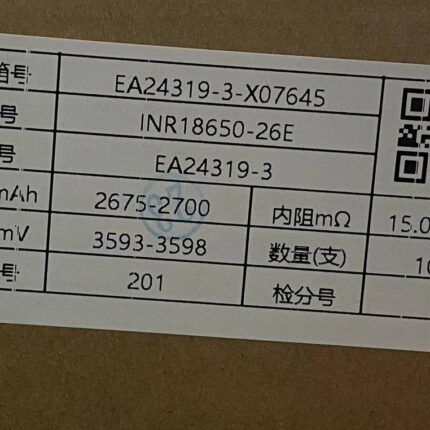 箱号 EA24319-3-X07645
号 INR18650-26E
号 EA24319-3
mAh 2675-2700 内阻mΩ 15.0
mV 3593-3598 数量(支) 10
号 201 检分号